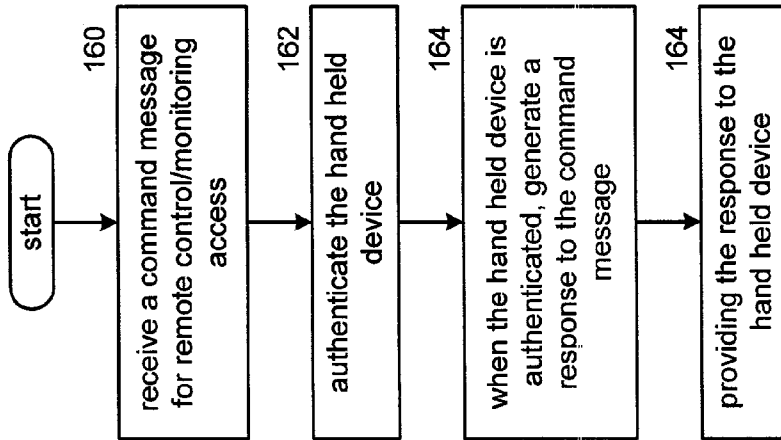 start
160
receive a command message
for remote control/monitoring
access
162
authenticate the hand held
device
164
when the hand held device is
authenticated, generate a
response to the command
message
164
providing the response to the
hand held device